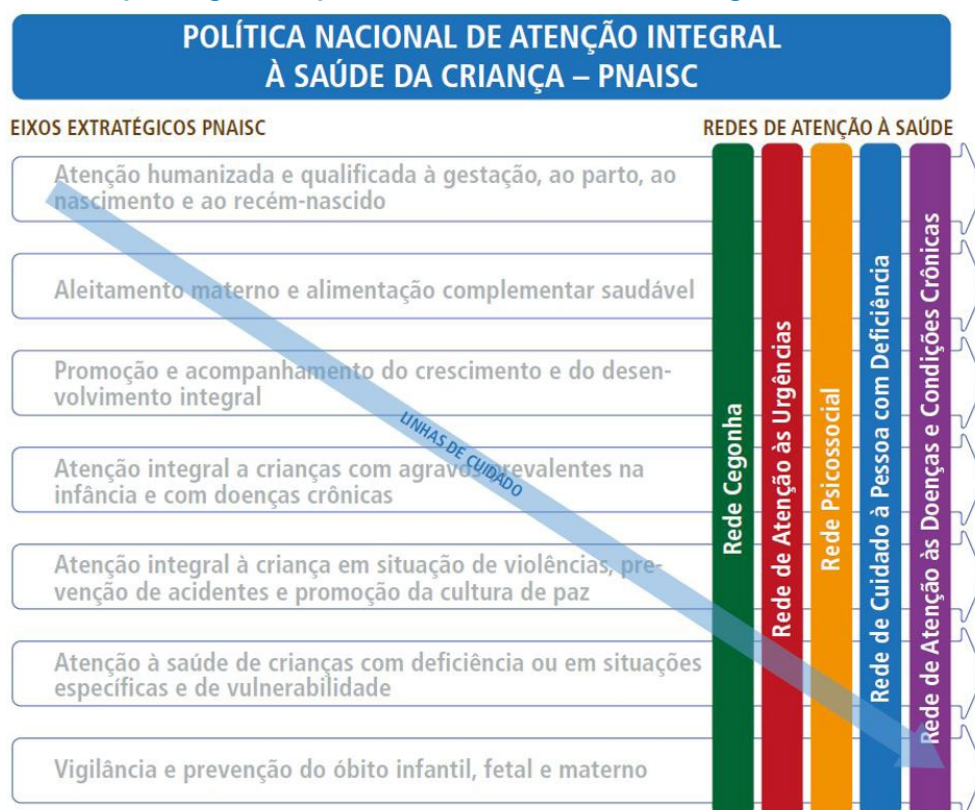 POLÍTICA NACIONAL DE ATENÇÃO INTEGRAL
À SAÚDE DA CRIANÇA – PNAISC
EIXOS EXTRATÉGICOS PNAISC
REDES DE ATENÇÃO À SAÚDE
Atenção humanizada e qualificada à gestação, ao parto, ao
nascimento e ao recém-nascido
Aleitamento materno e alimentação complementar saudável
Promoção e acompanhamento do crescimento e do desen-
volvimento integral
Atenção integral a crianças com agravos prevalentes na
infância e com doenças crônicas
Atenção integral à criança em situação de violências, pre-
venção de acidentes e promoção da cultura de paz
Atenção à saúde de crianças com deficiência ou em situações
específicas e de vulnerabilidade
Vigilância e prevenção do óbito infantil, fetal e materno
LINHAS DE CUIDADO
Rede Cegonha
Rede de Atenção às Urgências
Rede Psicossocial
Rede de Cuidado à Pessoa com Deficiência
Rede de Atenção às Doenças e Condições Crônicas